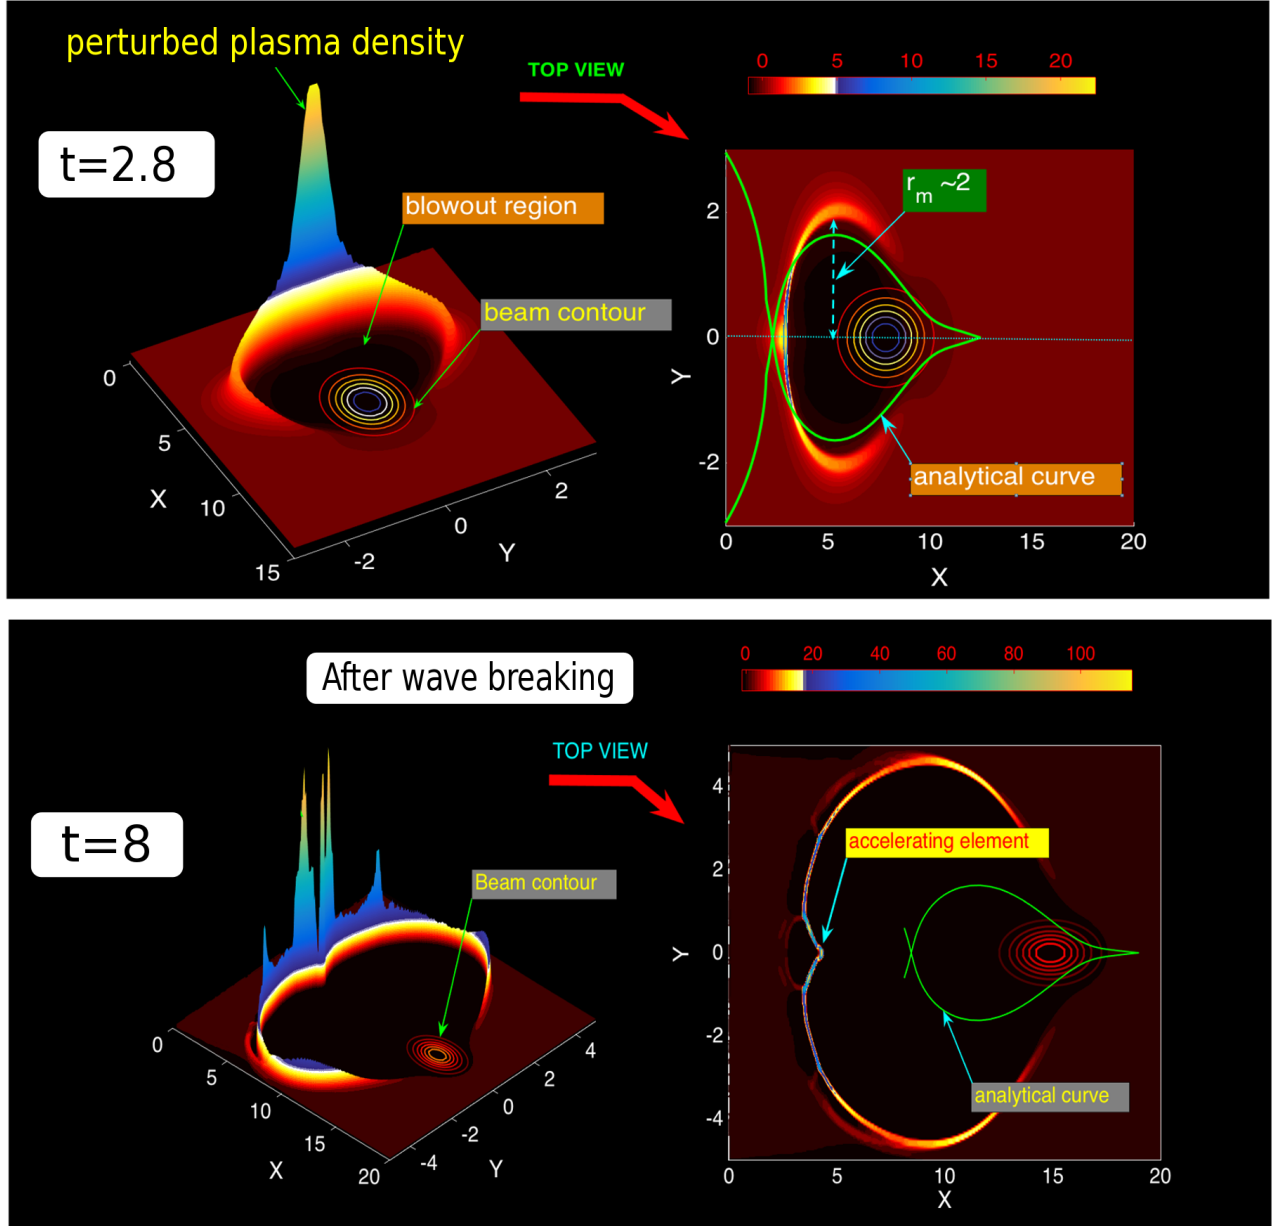 perturbed plasma density
TOP VIEW
0 5 10 15 20
t=2.8
r_m ~2
blowout region
beam contour
2
0
-2
Y
analytical curve
0
5
10
15
X
-2
0
2
Y
0 5 10 15 20
X
After wave breaking
0 20 40 60 80 100
TOP VIEW
t=8
Beam contour
accelerating element
4
2
0
-2
-4
Y
analytical curve
0
5
10
15
20
X
-4
-2
0
2
4
Y
0 5 10 15 20
X